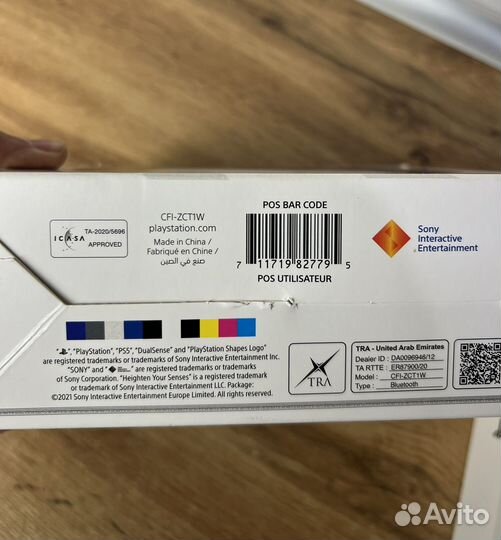 ICASA
TA-2020/5696
APPROVED
CFI-ZCT1W
playstation.com
Made in China /
Fabriqué en Chine /
صنع في الصين
POS BAR CODE
7 11719 82779 5
POS UTILISATEUR
Sony
Interactive
Entertainment
"PlayStation", "PS5", "DualSense" and "PlayStation Shapes Logo"
are registered trademarks or trademarks of Sony Interactive Entertainment Inc.
"SONY" and " " are registered trademarks or trademarks
of Sony Corporation. "Heighten Your Senses" is a registered trademark
or trademark of Sony Interactive Entertainment LLC. Package:
©2021 Sony Interactive Entertainment Europe Limited. All rights reserved.
TRA
TRA - United Arab Emirates
Dealer ID : DA0096946/12
TA RTTE : ER87900/20
Model : CFI-ZCT1W
Type : Bluetooth
Avito